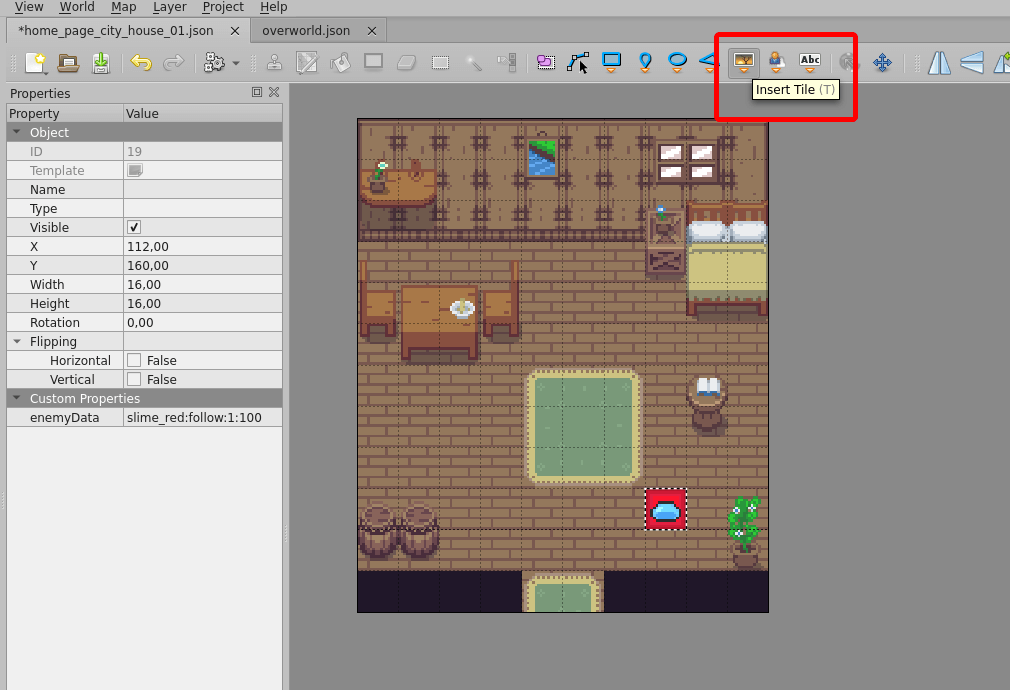 View World Map Layer Project Help
*home_page_city_house_01.json overworld.json
Abc
Insert Tile (T)
Properties
Property Value
Object
ID 19
Template
Name
Type
Visible
X 112,00
Y 160,00
Width 16,00
Height 16,00
Rotation 0,00
Flipping
Horizontal False
Vertical False
Custom Properties
enemyData slime_red:follow:1:100